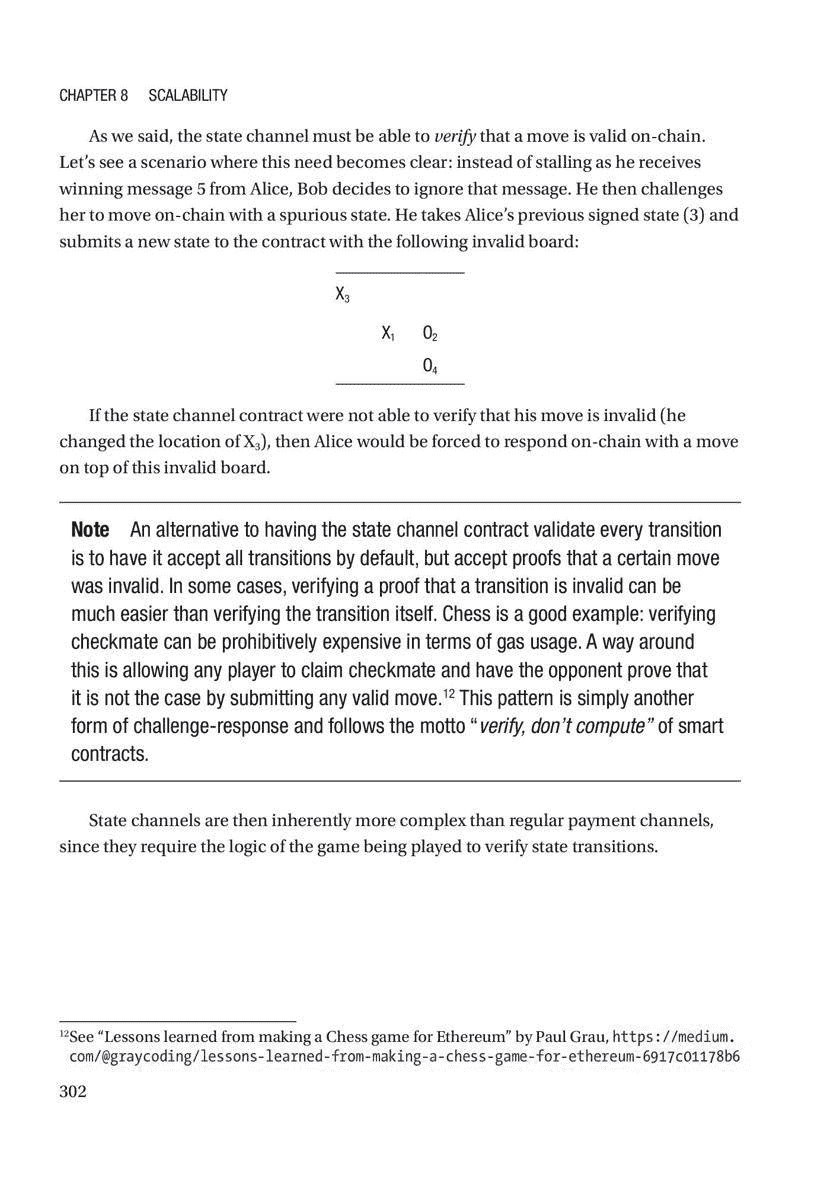 CHAPTER 8 SCALABILITY
As we said, the state channel must be able to verify that a move is valid on-chain.
Let’s see a scenario where this need becomes clear: instead of stalling as he receives
winning message 5 from Alice, Bob decides to ignore that message. He then challenges
her to move on-chain with a spurious state. He takes Alice’s previous signed state (3) and
submits a new state to the contract with the following invalid board:
X₃
X₁ O₂
O₄
If the state channel contract were not able to verify that his move is invalid (he
changed the location of X₃), then Alice would be forced to respond on-chain with a move
on top of this invalid board.
Note An alternative to having the state channel contract validate every transition
is to have it accept all transitions by default, but accept proofs that a certain move
was invalid. In some cases, verifying a proof that a transition is invalid can be
much easier than verifying the transition itself. Chess is a good example: verifying
checkmate can be prohibitively expensive in terms of gas usage. A way around
this is allowing any player to claim checkmate and have the opponent prove that
it is not the case by submitting any valid move.¹² This pattern is simply another
form of challenge-response and follows the motto “verify, don’t compute” of smart
contracts.
State channels are then inherently more complex than regular payment channels,
since they require the logic of the game being played to verify state transitions.
¹²See “Lessons learned from making a Chess game for Ethereum” by Paul Grau, https://medium.
com/@graycoding/lessons-learned-from-making-a-chess-game-for-ethereum-6917c01178b6
302